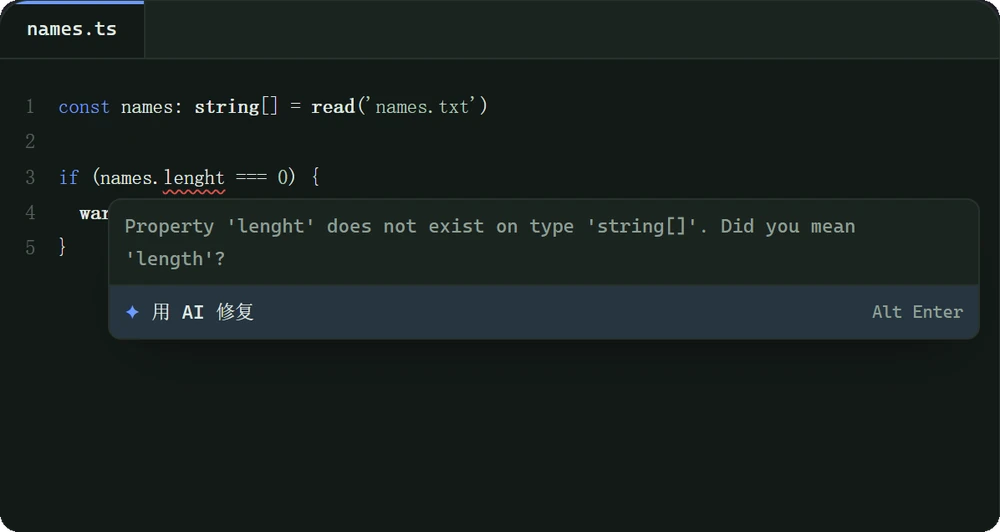 names.ts
1 const names: string[] = read('names.txt')
2
3 if (names.lenght === 0) {
4 war
5 }
Property 'lenght' does not exist on type 'string[]'. Did you mean
'length'?
✦ 用 AI 修复 Alt Enter